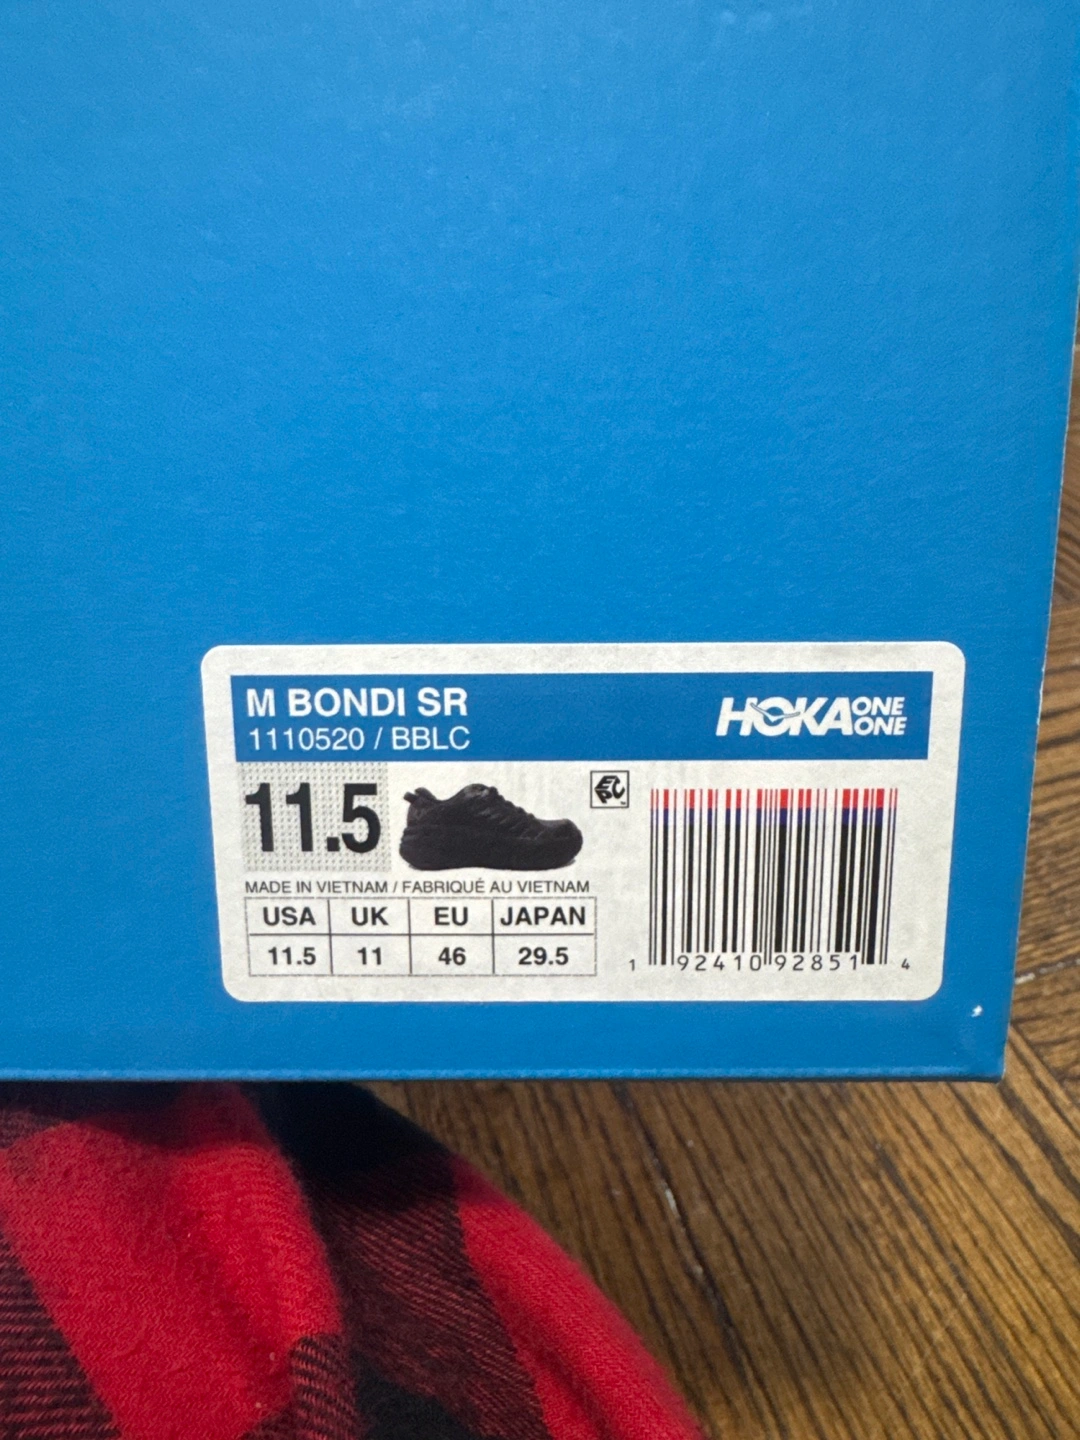 M BONDI SR
1110520 / BBLC
HOKA ONE ONE
11.5
EPC
MADE IN VIETNAM / FABRIQUÉ AU VIETNAM
USA UK EU JAPAN
11.5 11 46 29.5
1 92410 92851 4